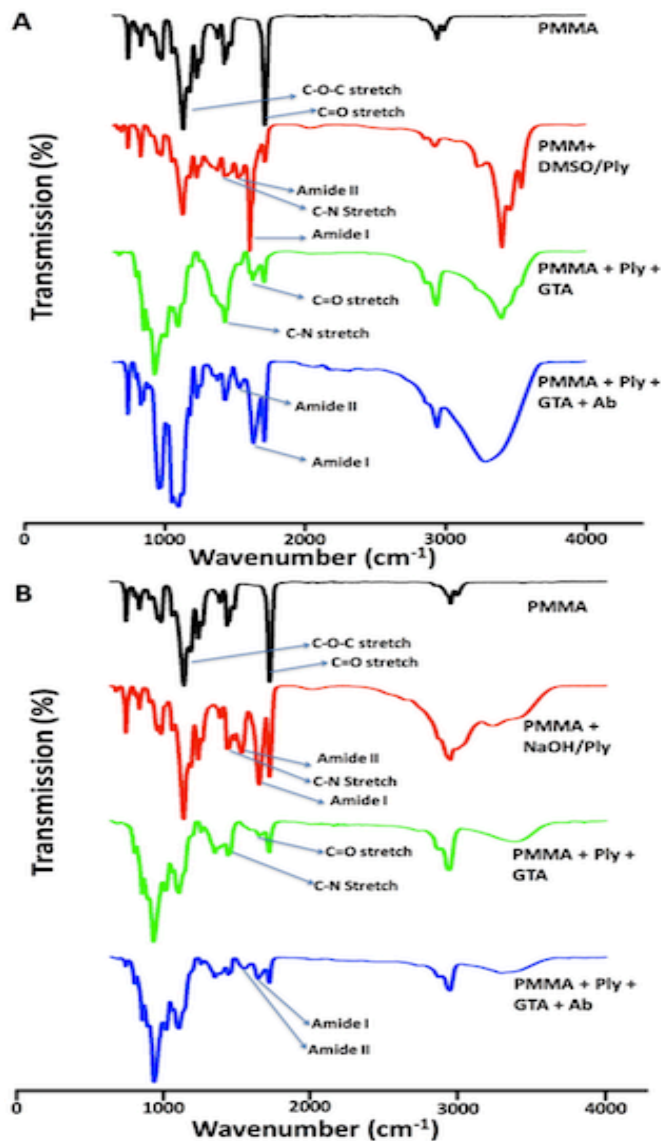 A
PMMA
C-O-C stretch
C=O stretch
PMM+
DMSO/Ply
Amide II
C-N Stretch
Amide I
PMMA + Ply +
GTA
C=O stretch
C-N stretch
PMMA + Ply +
GTA + Ab
Amide II
Amide I
Transmission (%)
0
1000
2000
3000
4000
Wavenumber (cm⁻¹)
B
PMMA
C-O-C stretch
C=O stretch
PMMA +
NaOH/Ply
Amide II
C-N Stretch
Amide I
C=O stretch
PMMA + Ply +
GTA
C-N Stretch
PMMA + Ply +
GTA + Ab
Amide I
Amide II
Transmission (%)
0
1000
2000
3000
4000
Wavenumber (cm⁻¹)